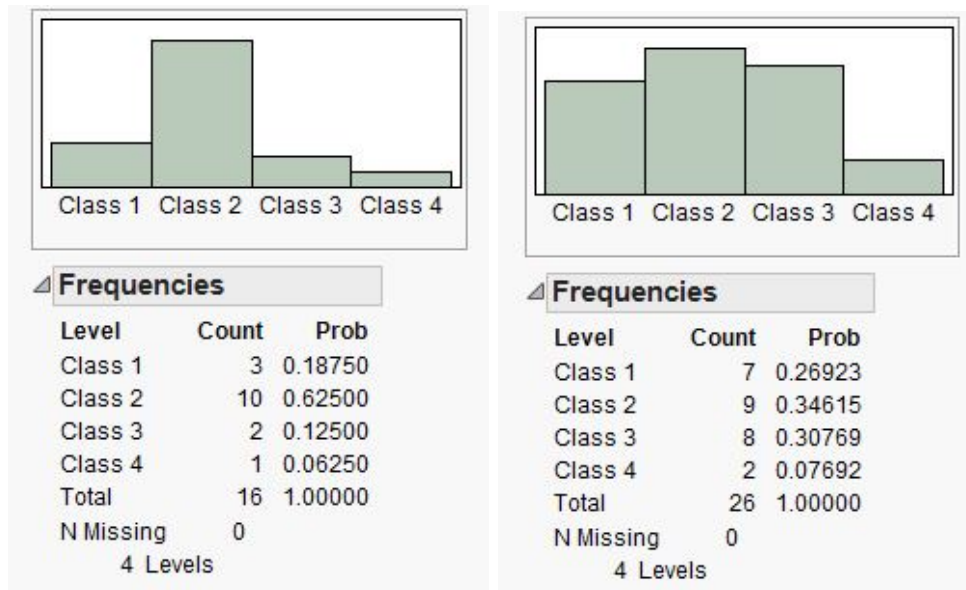 Class 1 Class 2 Class 3 Class 4
Frequencies
Level Count Prob
Class 1 3 0.18750
Class 2 10 0.62500
Class 3 2 0.12500
Class 4 1 0.06250
Total 16 1.00000
N Missing 0
4 Levels
Class 1 Class 2 Class 3 Class 4
Frequencies
Level Count Prob
Class 1 7 0.26923
Class 2 9 0.34615
Class 3 8 0.30769
Class 4 2 0.07692
Total 26 1.00000
N Missing 0
4 Levels